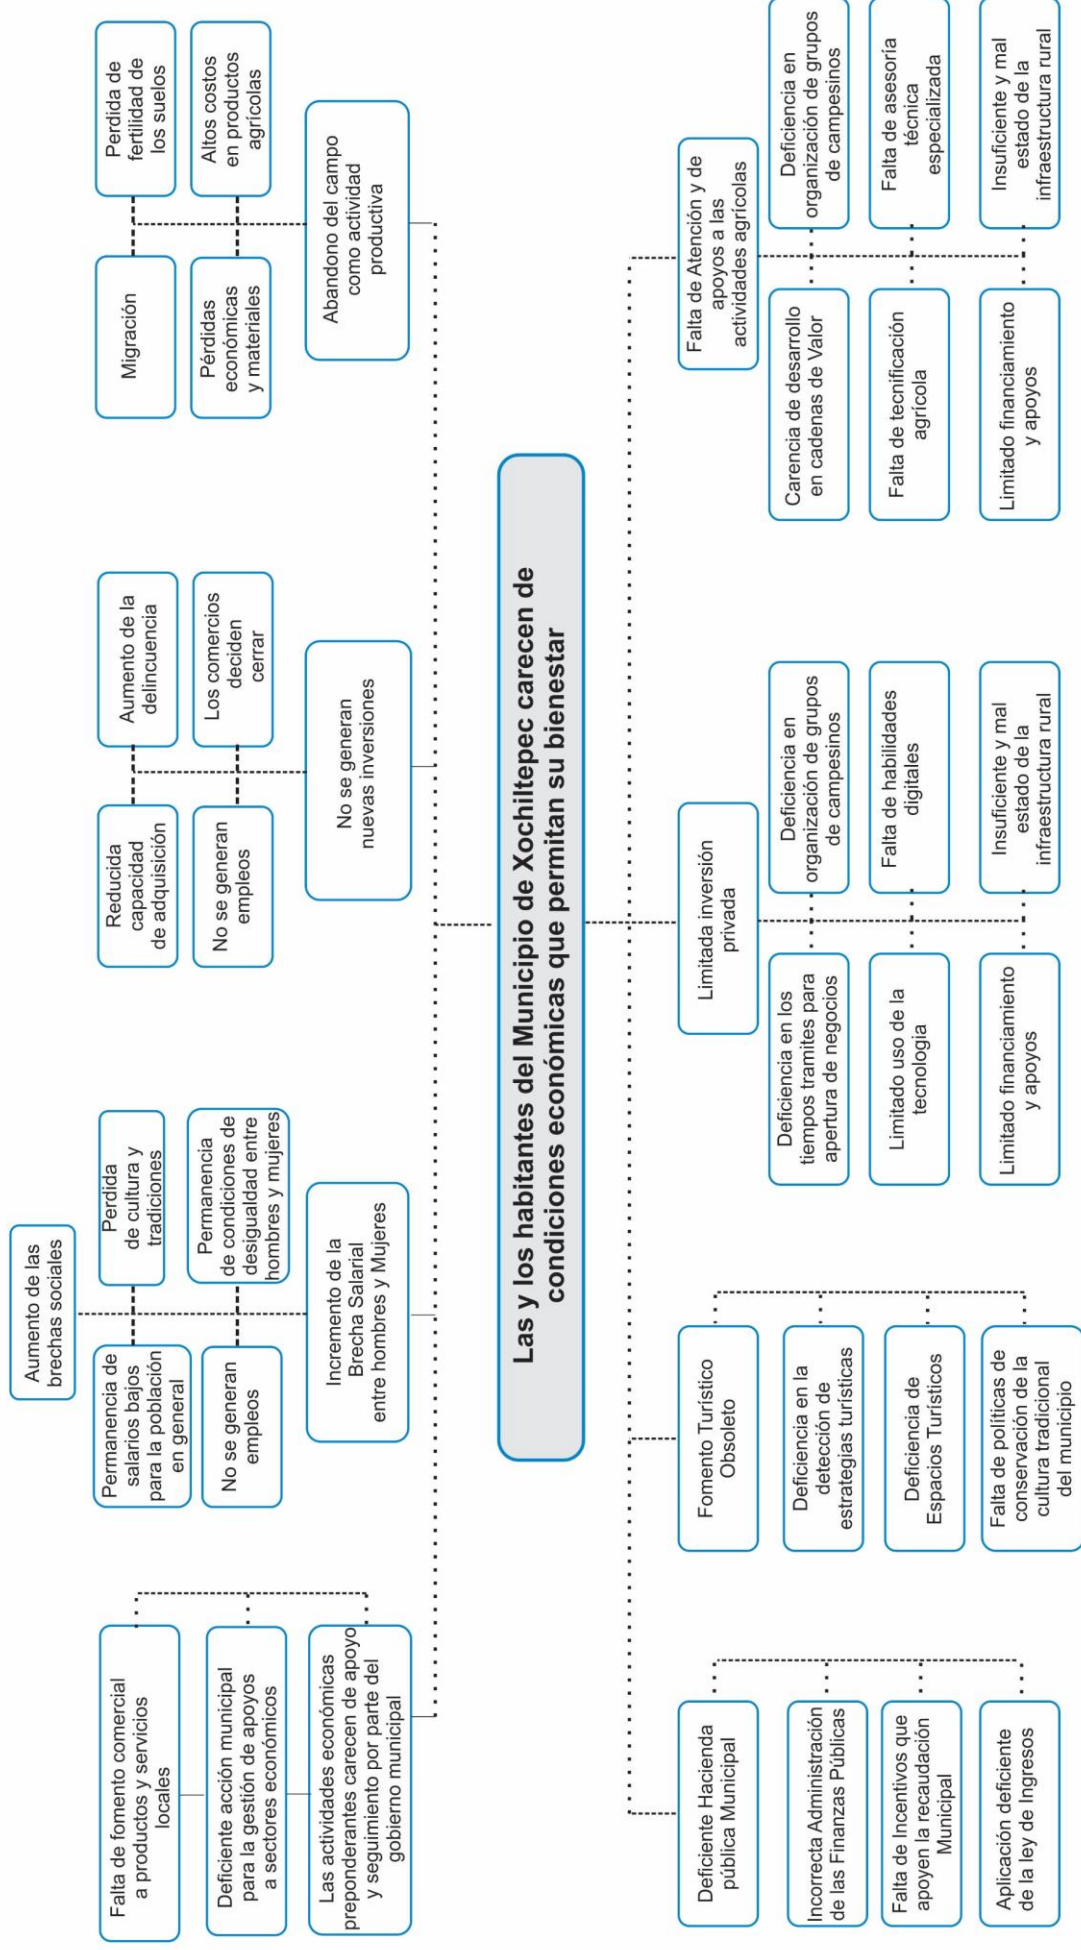 Falta de fomento comercial
a productos y servicios
locales
Deficiente acción municipal
para la gestión de apoyos
a sectores económicos
Las actividades económicas
preponderantes carecen de apoyo
y seguimiento por parte del
gobierno municipal
Aumento de las
brechas sociales
Permanencia de
salarios bajos
para la población
en general
Perdida
de cultura y
tradiciones
No se generan
empleos
Permanencia
de condiciones de
desigualdad entre
hombres y mujeres
Incremento de la
Brecha Salarial
entre hombres y Mujeres
Reducida
capacidad
de adquisición
Aumento de la
delincuencia
No se generan
empleos
Los comercios
deciden
cerrar
No se generan
nuevas inversiones
Migración
Perdida de
fertilidad de
los suelos
Pérdidas
económicas
y materiales
Altos costos
en productos
agrícolas
Abandono del campo
como actividad
productiva
Las y los habitantes del Municipio de Xochiltepec carecen de
condiciones económicas que permitan su bienestar
Deficiente Hacienda
pública Municipal
Incorrecta Administración
de las Finanzas Públicas
Falta de Incentivos que
apoyen la recaudación
Municipal
Aplicación deficiente
de la ley de Ingresos
Fomento Turístico
Obsoleto
Deficiencia en la
detección de
estrategias turísticas
Deficiencia de
Espacios Turísticos
Falta de políticas de
conservación de la
cultura tradicional
del municipio
Limitada inversión
privada
Deficiencia en los
tiempos tramites para
apertura de negocios
Deficiencia en
organización de grupos
de campesinos
Limitado uso de la
tecnología
Falta de habilidades
digitales
Limitado financiamiento
y apoyos
Insuficiente y mal
estado de la
infraestructura rural
Falta de Atención y de
apoyos a las
actividades agrícolas
Carencia de desarrollo
en cadenas de Valor
Deficiencia en
organización de grupos
de campesinos
Falta de tecnificación
agrícola
Falta de asesoría
técnica
especializada
Limitado financiamiento
y apoyos
Insuficiente y mal
estado de la
infraestructura rural